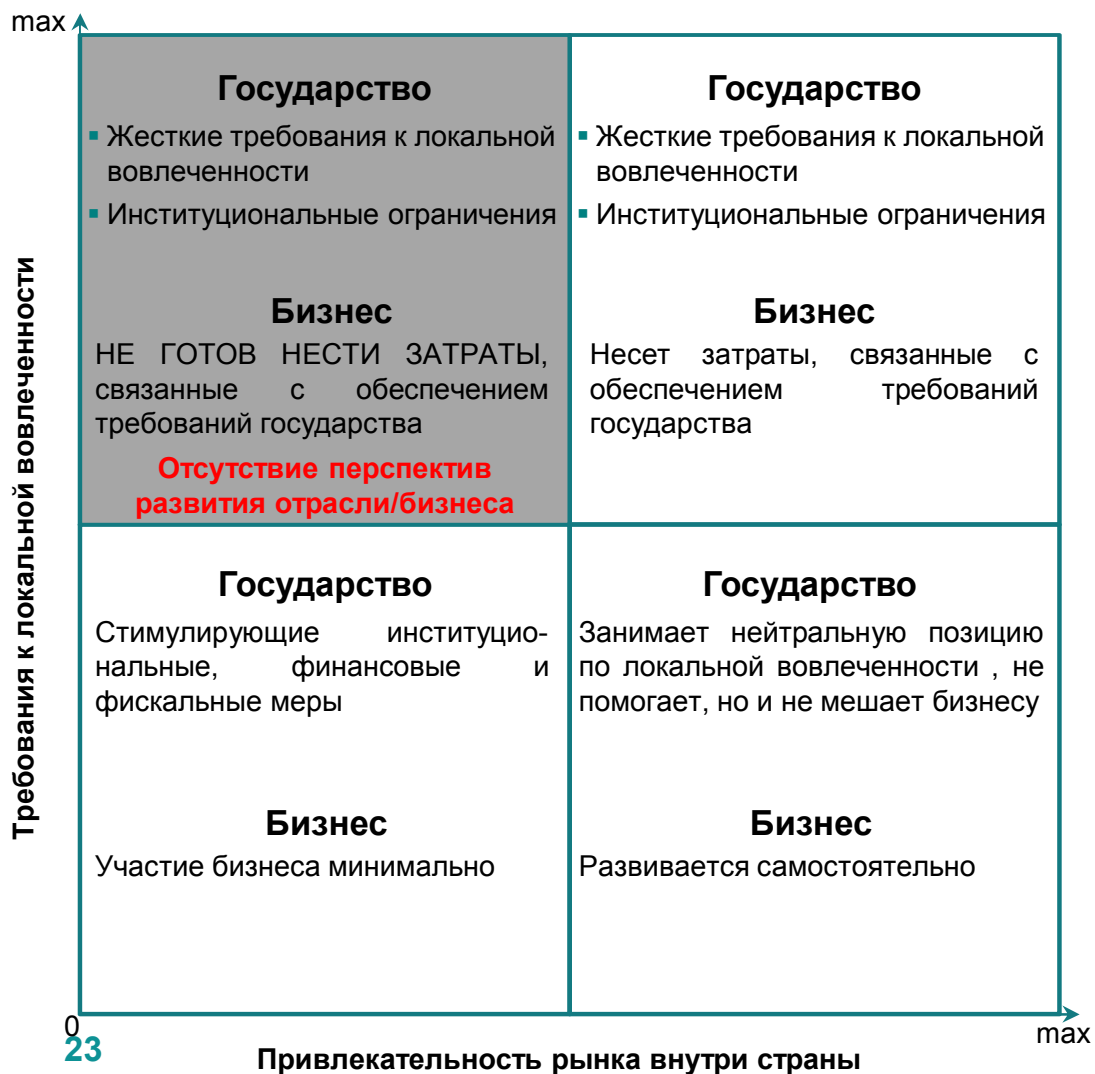 max
Требования к локальной вовлеченности
Государство
▪ Жесткие требования к локальной
вовлеченности
▪ Институциональные ограничения
Бизнес
НЕ ГОТОВ НЕСТИ ЗАТРАТЫ,
связанные с обеспечением
требований государства
Отсутствие перспектив
развития отрасли/бизнеса
Государство
▪ Жесткие требования к локальной
вовлеченности
▪ Институциональные ограничения
Бизнес
Несет затраты, связанные с
обеспечением требований
государства
Государство
Стимулирующие институцио-
нальные, финансовые и
фискальные меры
Бизнес
Участие бизнеса минимально
Государство
Занимает нейтральную позицию
по локальной вовлеченности , не
помогает, но и не мешает бизнесу
Бизнес
Развивается самостоятельно
0
max
23
Привлекательность рынка внутри страны